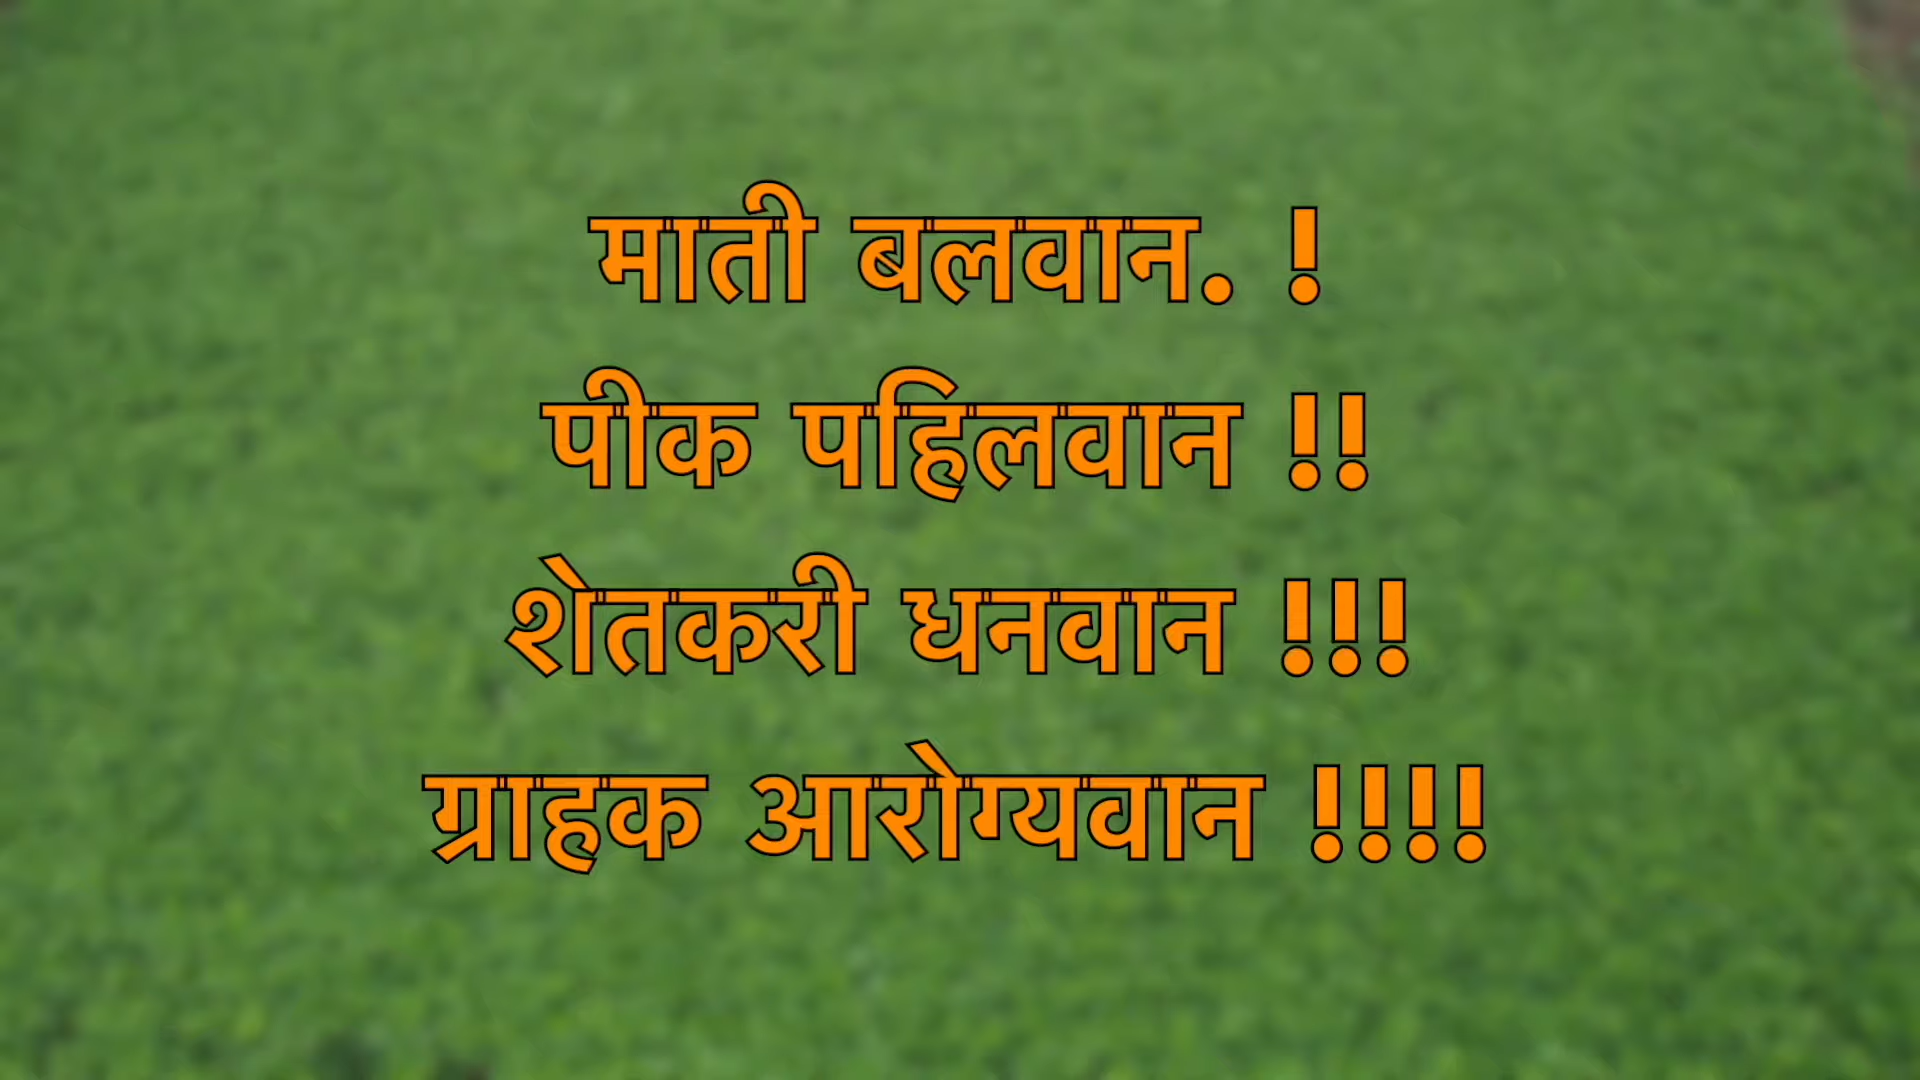 माती बलवान. !
पीक पहिलवान !!
शेतकरी धनवान !!!
ग्राहक आरोग्यवान !!!!